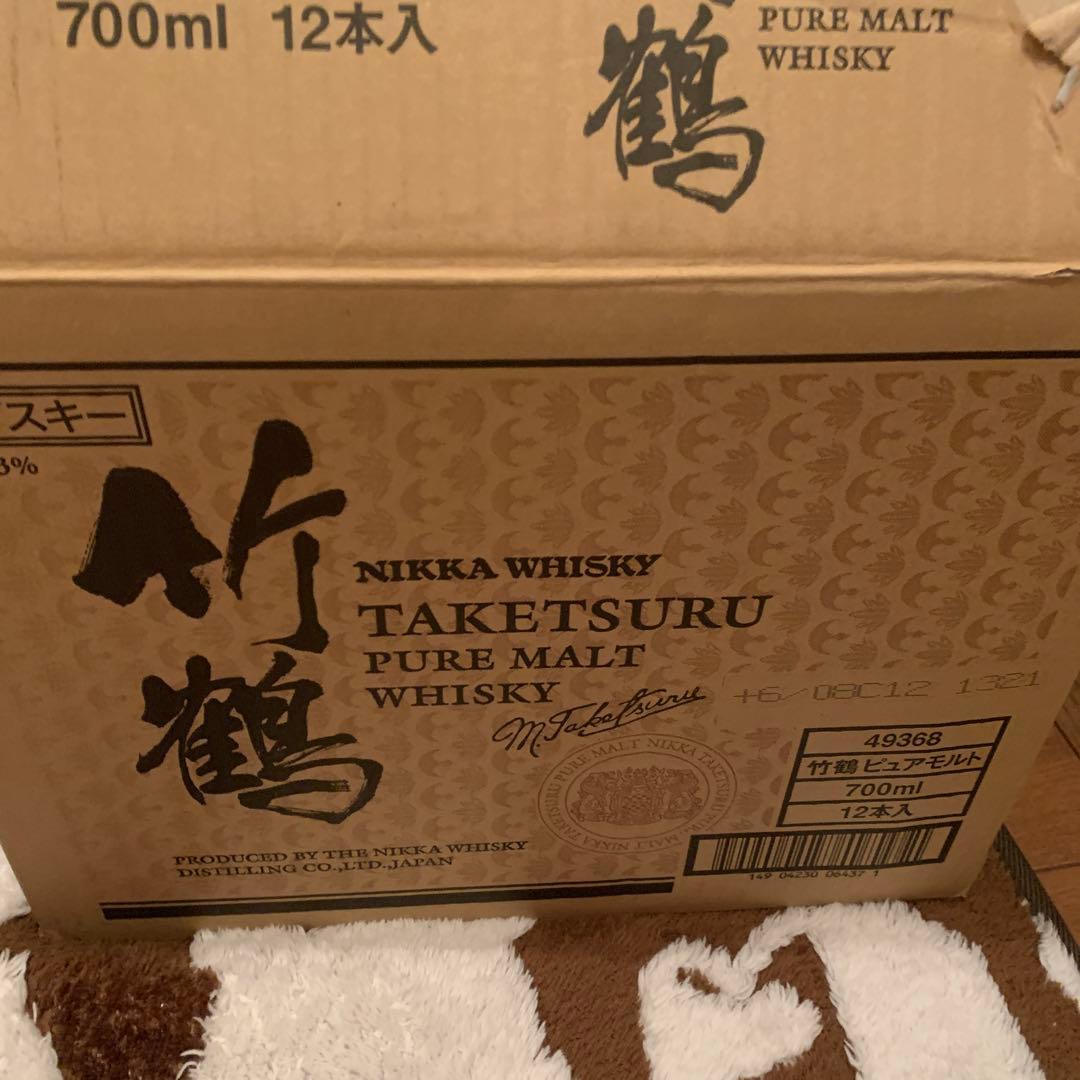 700ml 12本入
鶴
PURE MALT
WHISKY
スキー
3%
竹鶴
NIKKA WHISKY
TAKETSURU
PURE MALT
WHISKY
M.Taketsuru
+6/08C12 1321
49368
竹鶴ピュアモルト
700ml
12本入
149 04230 06437 1
PURE MALT NIKKA TAKETSURU
PRODUCED BY THE NIKKA WHISKY
DISTILLING CO.,LTD.,JAPAN